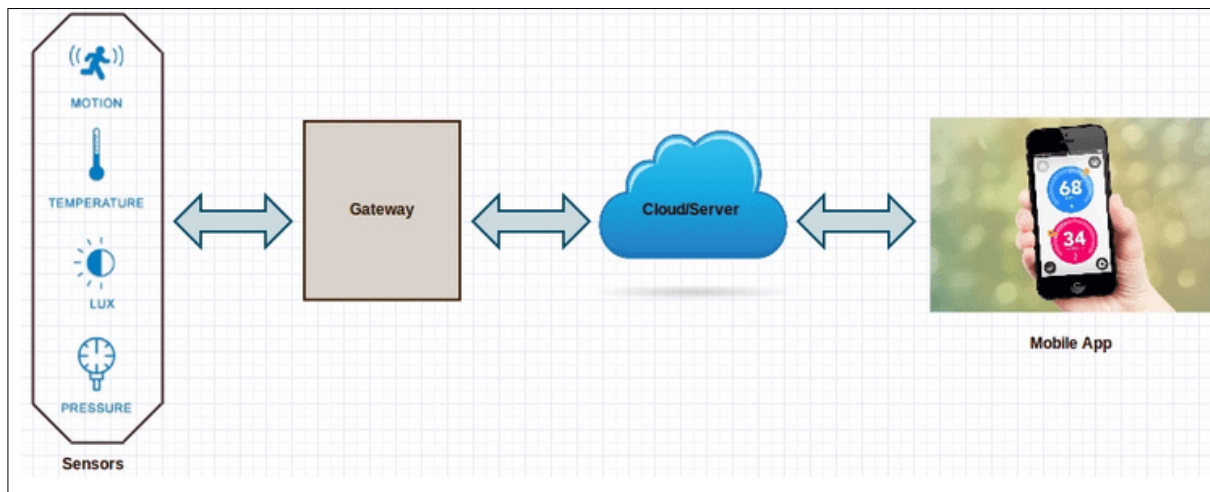 MOTION
TEMPERATURE
LUX
PRESSURE
Sensors
Gateway
Cloud/Server
68
34
Mobile App